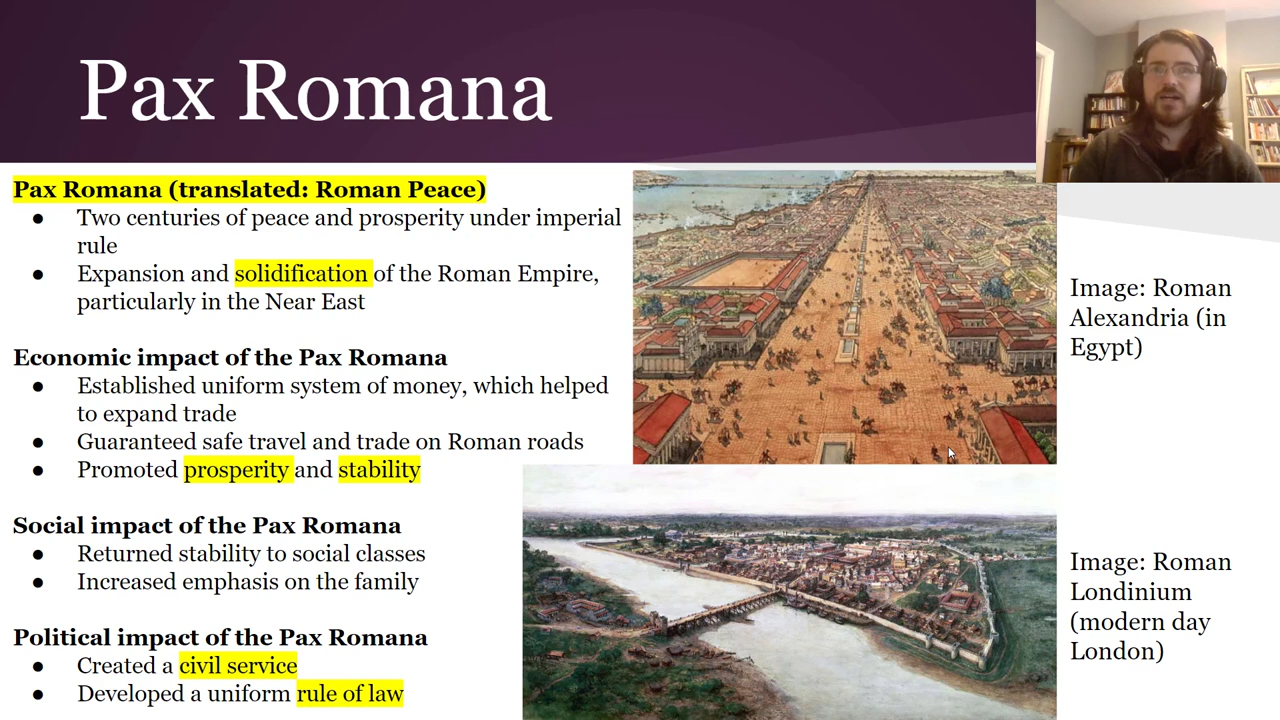 Pax Romana
Pax Romana (translated: Roman Peace)
● Two centuries of peace and prosperity under imperial
rule
● Expansion and solidification of the Roman Empire,
particularly in the Near East
Economic impact of the Pax Romana
● Established uniform system of money, which helped
to expand trade
● Guaranteed safe travel and trade on Roman roads
● Promoted prosperity and stability
Social impact of the Pax Romana
● Returned stability to social classes
● Increased emphasis on the family
Political impact of the Pax Romana
● Created a civil service
● Developed a uniform rule of law
Image: Roman
Alexandria (in
Egypt)
Image: Roman
Londinium
(modern day
London)